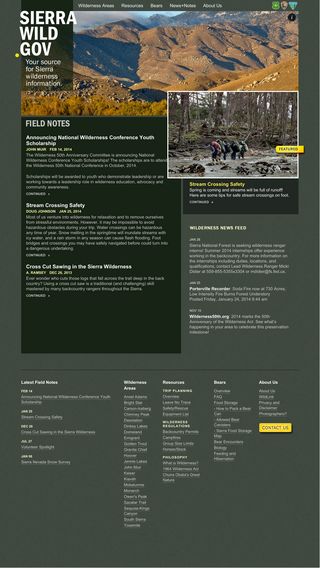 SIERRA
WILD
.GOV
Your source
for Sierra
wilderness
information.
Wilderness Areas Resources Bears News+Notes About Us
FIELD NOTES
Announcing National Wilderness Conference Youth
Scholarship
JOHN MUIR FEB 14, 2014
The Wilderness 50th Anniversary Committee is announcing National
Wilderness Conference Youth Scholarships! The scholarships are to attend
the Wilderness 50th National Conference in October, 2014
Scholarships will be awarded to youth who demonstrate leadership or are
working towards a leadership role in wilderness education, advocacy and
community awareness.
CONTINUED
Stream Crossing Safety
DOUG JOHNSON JAN 25, 2014
Most of us venture into wilderness for relaxation and to remove ourselves
from stressful environments. However, it may be impossible to avoid
hazardous obstacles during your trip. Water crossings can be hazardous
any time of year. Snow melting in the springtime will inundate streams with
icy water, and a rain storm in any season can cause flash flooding. Find
bridges and crossings you may have safely navigated before could turn into
a dangerous undertaking.
CONTINUED
Cross Cut Sawing in the Sierra Wilderness
A. RAMSEY DEC 26, 2013
Ever wonder who cuts those logs that fall across the trail deep in the back
country? Using a cross cut saw is a traditional (and challenging) skill
mastered by many backcountry rangers throughout the Sierra.
CONTINUED
FEATURED
Stream Crossing Safety
Spring is coming and streams will be full of runoff!
Here are some tips for safe stream crossings on foot.
CONTINUED
WILDERNESS NEWS FEED
JAN 26
Sierra National Forest is seeking wilderness ranger
interns! Summer 2014 internships offer experience
working in the backcountry. For more information on
the internships including duties, locations, and
qualifications, contact Lead Wilderness Ranger Micki
JAN 25
Porterville Recorder: Soda Fire now at 730 Acres,
Low Intensity Fire Burns Forest Understory
Posted Friday, January 24, 2014 6:44 am
JAN 15
Wilderness50th.org 2014 marks the 50th
Anniversary of the Wilderness Act. See what's
happening in your area to celebrate this preservation
milestone!
Latest Field Notes
FEB 14
Announcing National Wilderness Conference Youth
Scholarship
JAN 25
Stream Crossing Safety
DEC 26
Cross Cut Sawing in the Sierra Wilderness
JUL 27
Volunteer Spotlight
JAN 08
Sierra Nevada Snow Survey
Wilderness
Areas
Ansel Adams
Bright Star
Carson-Iceberg
Chimney Peak
Desolation
Dinkey Lakes
Domeland
Emigrant
Golden Trout
Granite Chief
Hoover
Jennie Lakes
John Muir
Kaiser
Kiavah
Mokelumne
Monarch
Owen's Peak
Sacatar Trail
Sequoia-Kings
Canyon
South Sierra
Yosemite
Resources
TRIP PLANNING
Overview
Leave No Trace
Safety/Rescue
Equipment List
WILDERNESS
REGULATIONS
Backcountry Permits
Campfires
Group Size Limits
Horses/Stock
PHILOSOPHY
What is Wilderness?
1964 Wilderness Act
Chiura Obata's Great
Nature
Bears
Overview
FAQ
Food Storage
- How to Pack a Bear
Can
- Allowed Bear
Canisters
- Sierra Food Storage
Map
Bear Encounters
Biology
Feeding and
Hibernation
About Us
About Us
WildLink
Privacy and
Disclaimer
Photographers?
CONTACT US